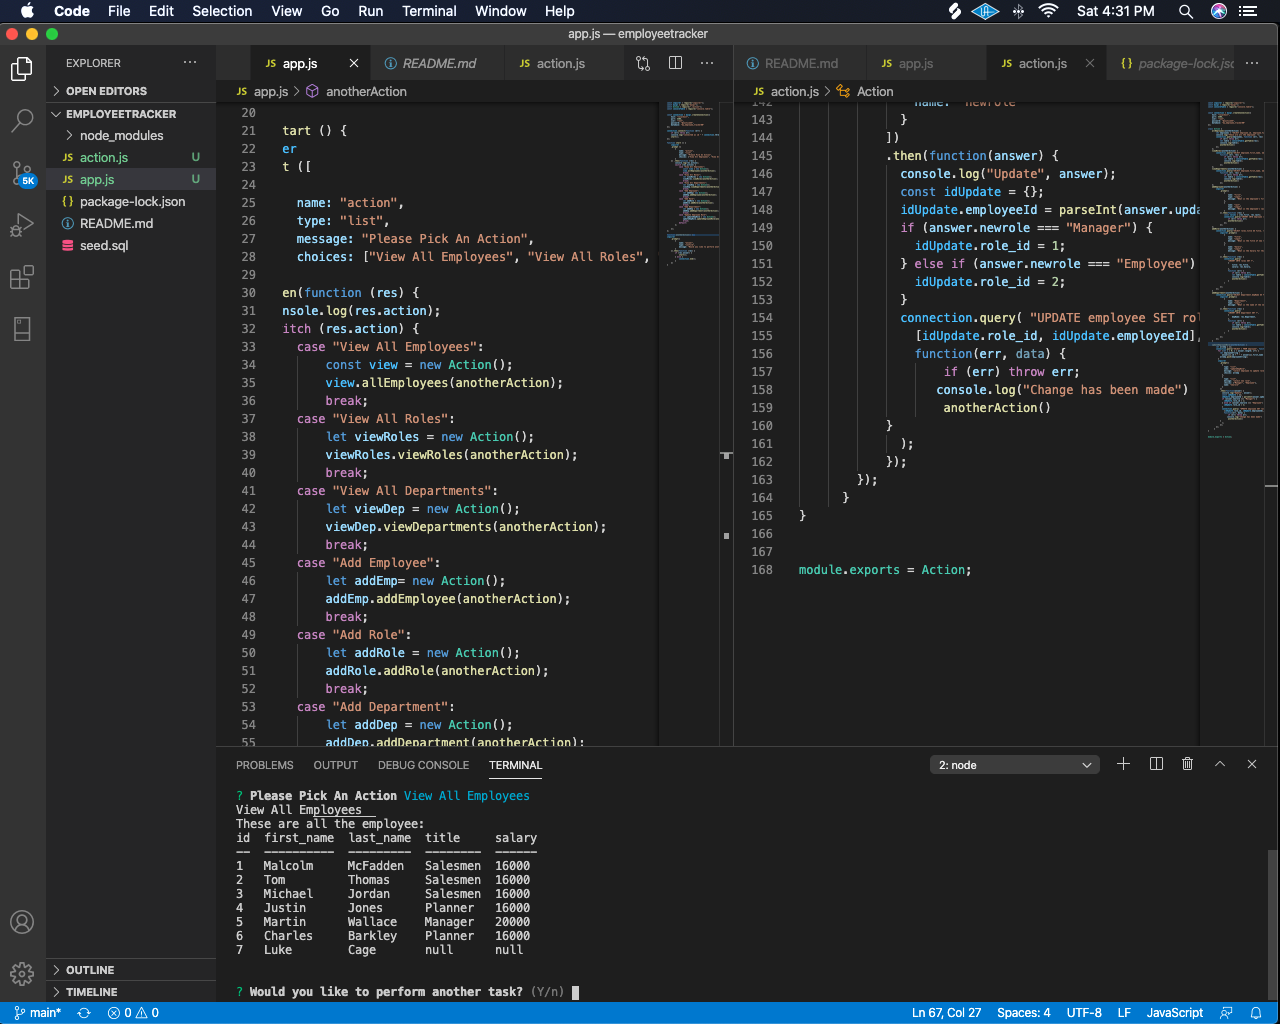 Code File Edit Selection View Go Run Terminal Window Help Sat 4:31 PM
app.js — employeetracker
EXPLORER
OPEN EDITORS
EMPLOYEETRACKER
node_modules
JS action.js U
JS app.js U
{} package-lock.json
README.md
seed.sql
5K
OUTLINE
TIMELINE
JS app.js
README.md
JS action.js
JS app.js > anotherAction
20
21 tart () {
22 er
23 t ([
24
25 name: "action",
26 type: "list",
27 message: "Please Pick An Action",
28 choices: ["View All Employees", "View All Roles",
29
30 en(function (res) {
31 nsole.log(res.action);
32 itch (res.action) {
33 case "View All Employees":
34 const view = new Action();
35 view.allEmployees(anotherAction);
36 break;
37 case "View All Roles":
38 let viewRoles = new Action();
39 viewRoles.viewRoles(anotherAction);
40 break;
41 case "View All Departments":
42 let viewDep = new Action();
43 viewDep.viewDepartments(anotherAction);
44 break;
45 case "Add Employee":
46 let addEmp= new Action();
47 addEmp.addEmployee(anotherAction);
48 break;
49 case "Add Role":
50 let addRole = new Action();
51 addRole.addRole(anotherAction);
52 break;
53 case "Add Department":
54 let addDep = new Action();
55 addDep.addDepartment(anotherAction);
README.md
JS app.js
JS action.js
{} package-lock.jsc
JS action.js > Action
142 name: "newrole"
143 }
144 ])
145 .then(function(answer) {
146 console.log("Update", answer);
147 const idUpdate = {};
148 idUpdate.employeeId = parseInt(answer.upda
149 if (answer.newrole === "Manager") {
150 idUpdate.role_id = 1;
151 } else if (answer.newrole === "Employee")
152 idUpdate.role_id = 2;
153 }
154 connection.query( "UPDATE employee SET rol
155 [idUpdate.role_id, idUpdate.employeeId],
156 function(err, data) {
157 if (err) throw err;
158 console.log("Change has been made")
159 anotherAction()
160 }
161 );
162 });
163 });
164 }
165 }
166
167
168 module.exports = Action;
PROBLEMS OUTPUT DEBUG CONSOLE TERMINAL 2: node
? Please Pick An Action View All Employees
View All Employees
These are all the employee:
id first_name last_name title salary
-- ---------- --------- -------- ------
1 Malcolm McFadden Salesmen 16000
2 Tom Thomas Salesmen 16000
3 Michael Jordan Salesmen 16000
4 Justin Jones Planner 16000
5 Martin Wallace Manager 20000
6 Charles Barkley Planner 16000
7 Luke Cage null null
? Would you like to perform another task? (Y/n)
main* 0 0 Ln 67, Col 27 Spaces: 4 UTF-8 LF JavaScript